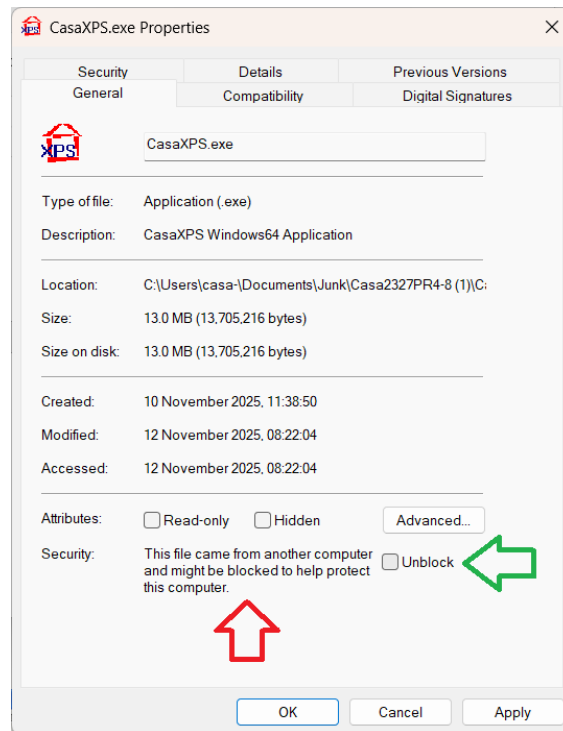 CasaXPS.exe Properties
Security Details Previous Versions
General Compatibility Digital Signatures
XPS
CasaXPS.exe
Type of file: Application (.exe)
Description: CasaXPS Windows64 Application
Location: C:\Users\casa-\Documents\Junk\Casa2327PR4-8 (1)\Ca
Size: 13.0 MB (13,705,216 bytes)
Size on disk: 13.0 MB (13,705,216 bytes)
Created: 10 November 2025, 11:38:50
Modified: 12 November 2025, 08:22:04
Accessed: 12 November 2025, 08:22:04
Attributes: Read-only Hidden Advanced...
Security: This file came from another computer
and might be blocked to help protect
this computer.
Unblock
OK Cancel Apply